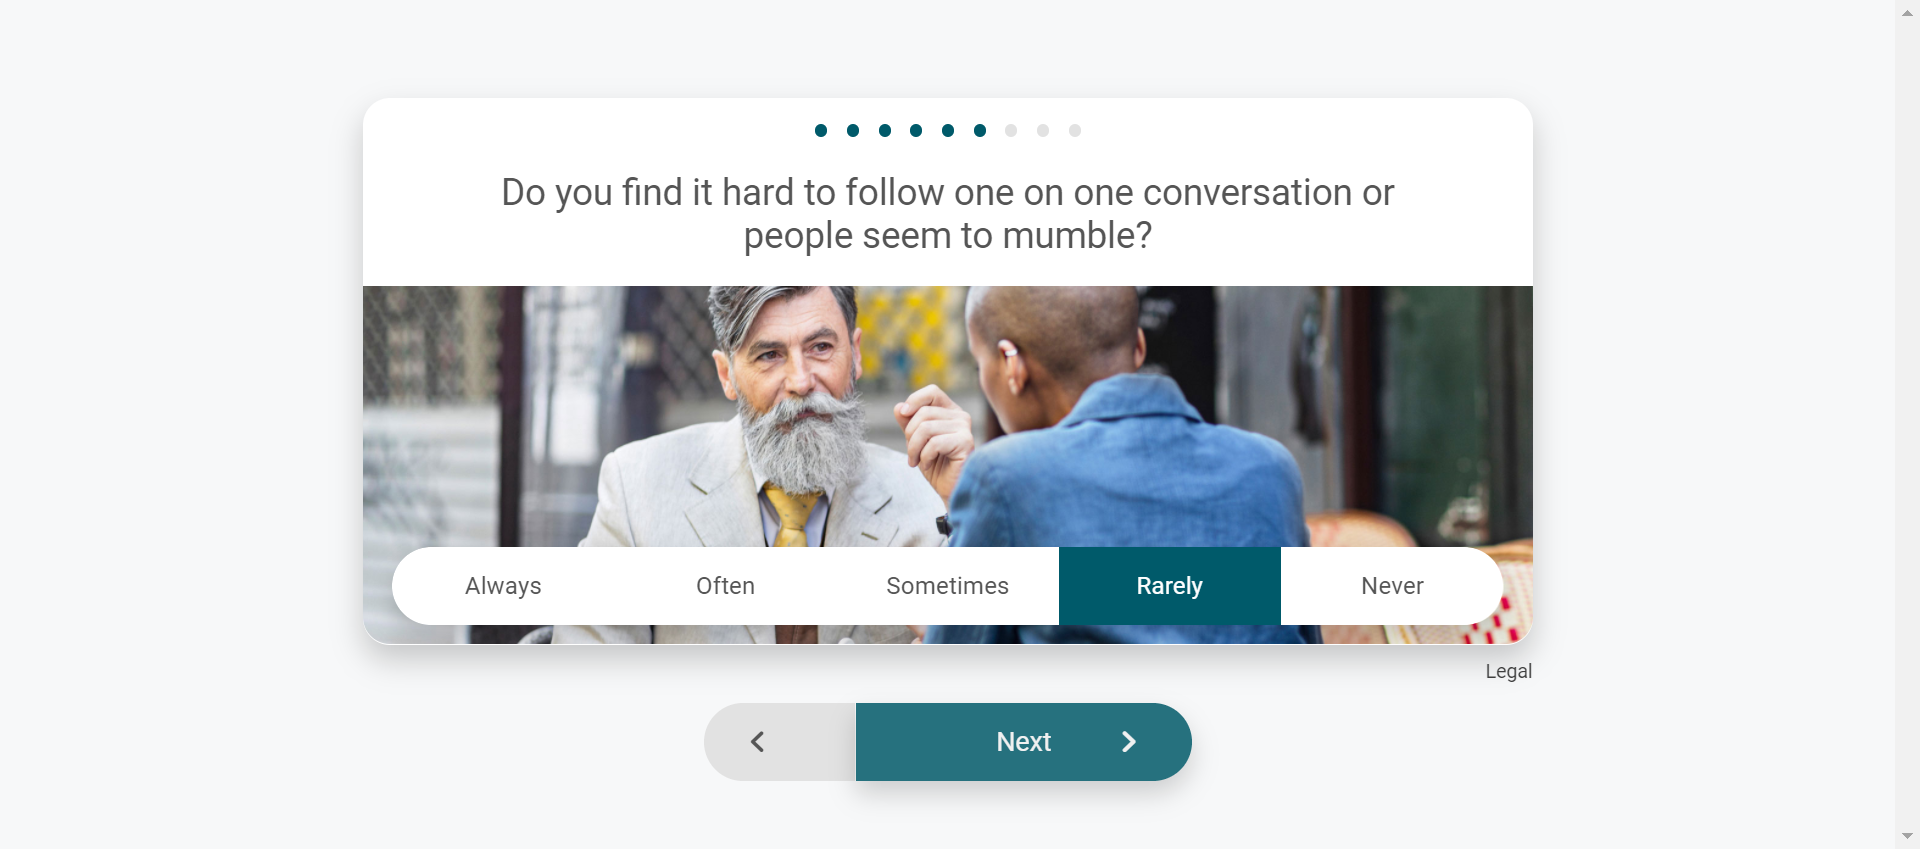 Do you find it hard to follow one on one conversation or
people seem to mumble?
Always
Often
Sometimes
Rarely
Never
Legal
Next